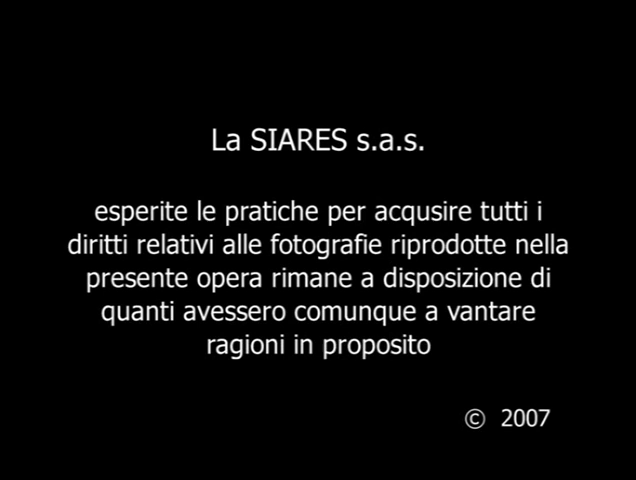 La SIARES s.a.s.
esperite le pratiche per acqusire tutti i
diritti relativi alle fotografie riprodotte nella
presente opera rimane a disposizione di
quanti avessero comunque a vantare
ragioni in proposito
© 2007